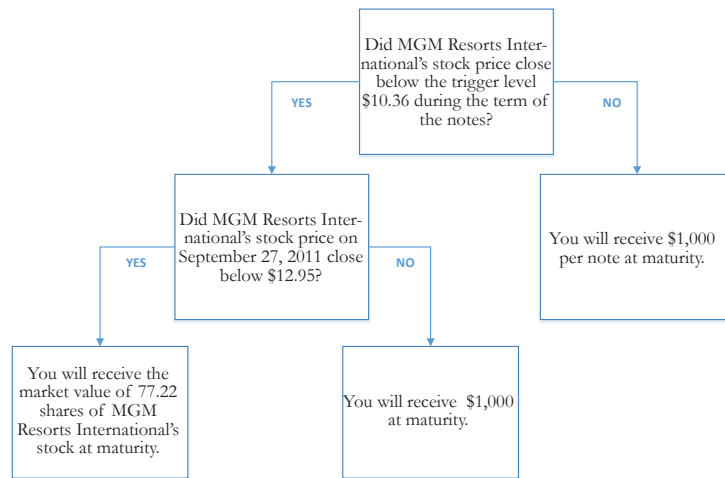 Did MGM Resorts Inter-
national's stock price close
below the trigger level
$10.36 during the term of
the notes?
YES
NO
Did MGM Resorts Inter-
national's stock price on
September 27, 2011 close
below $12.95?
You will receive $1,000
per note at maturity.
YES
NO
You will receive the
market value of 77.22
shares of MGM
Resorts International's
stock at maturity.
You will receive $1,000
at maturity.